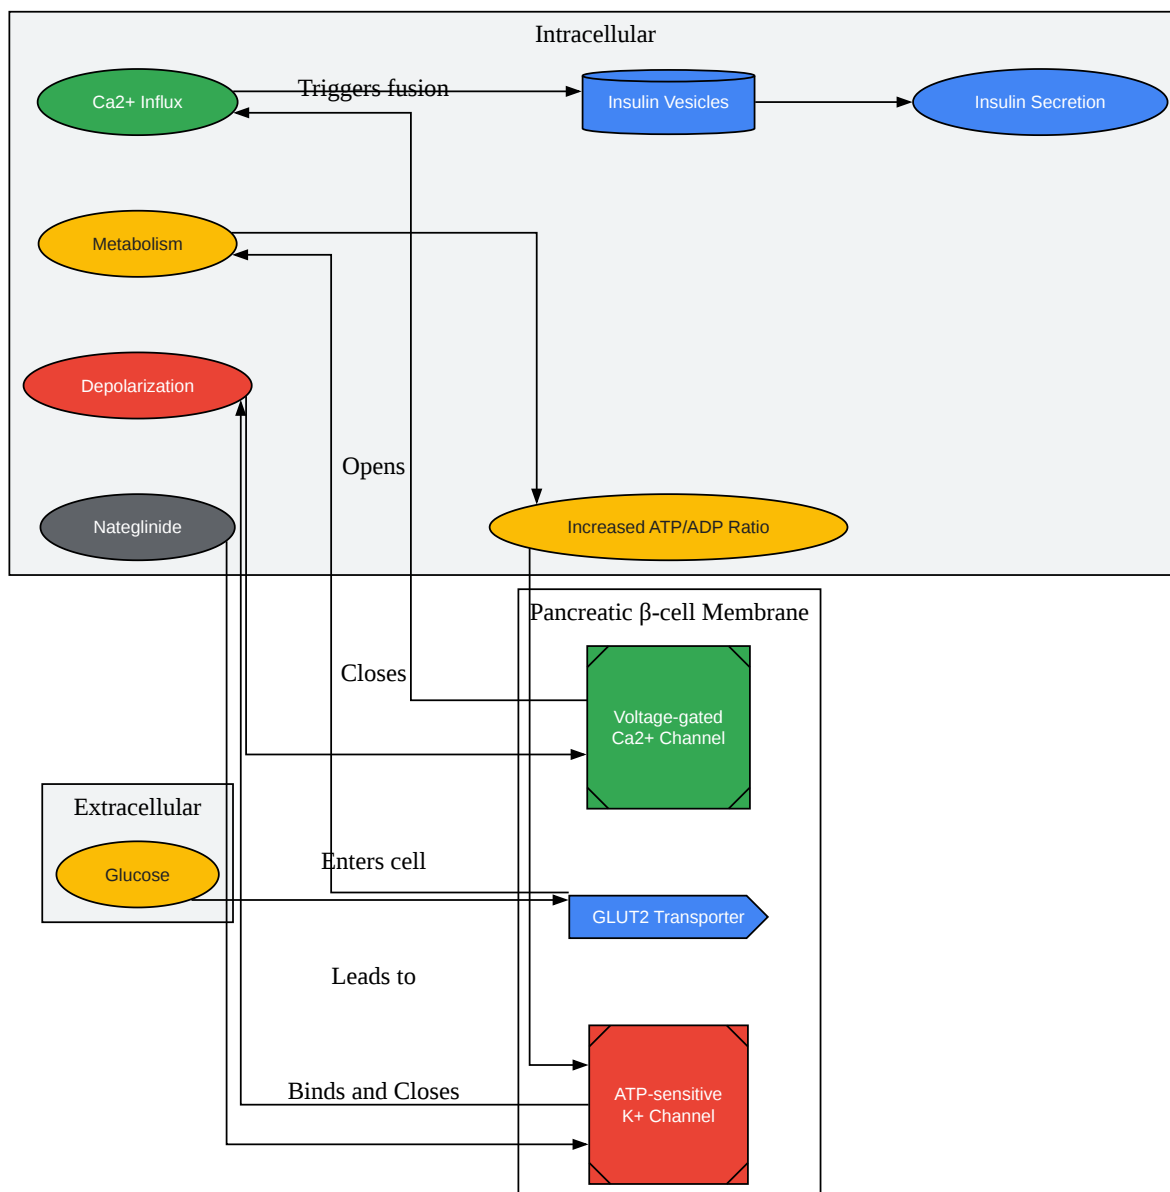 Intracellular
Ca2+ Influx
Triggers fusion
Insulin Vesicles
Insulin Secretion
Metabolism
Depolarization
Opens
Nateglinide
Increased ATP/ADP Ratio
Pancreatic β-cell Membrane
Closes
Voltage-gated
Ca2+ Channel
Extracellular
Glucose
Enters cell
GLUT2 Transporter
Leads to
Binds and Closes
ATP-sensitive
K+ Channel